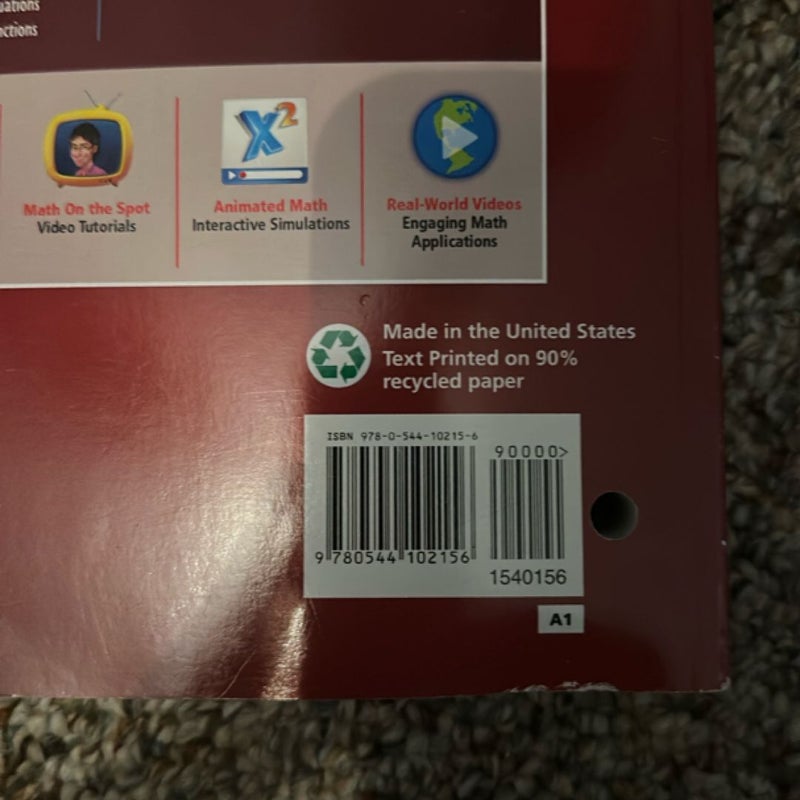 Math On the Spot
Video Tutorials
X2
Animated Math
Interactive Simulations
Real-World Videos
Engaging Math
Applications
Made in the United States
Text Printed on 90%
recycled paper
ISBN 978-0-544-10215-6
90000>
9 780544 102156
1540156
A1